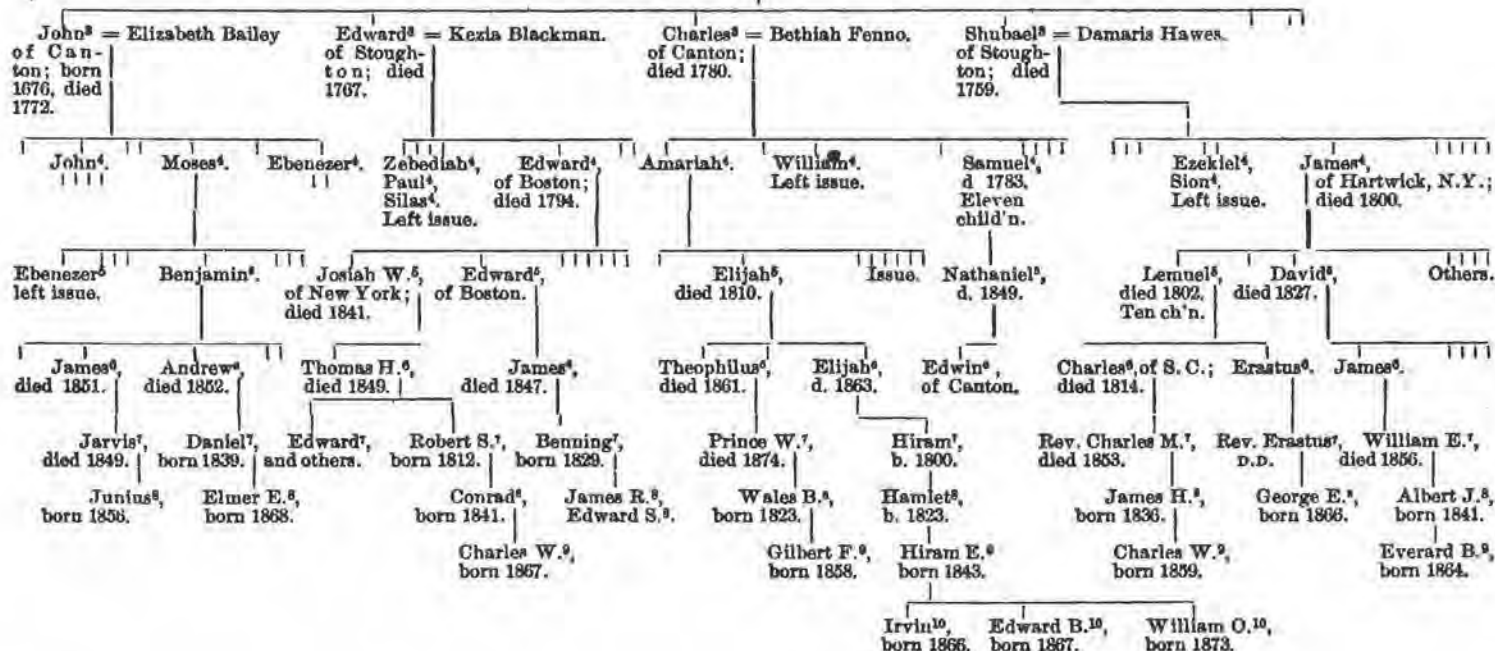 John³ = Elizabeth Bailey Edward³ = Kezia Blackman. Charles³ = Bethiah Fenno. Shubael³ = Damaris Hawes.
of Can- of Stough- of Canton; of Stough-
ton; born ton; died died 1780. ton; died
1676, died 1767. 1759.
1772.
John⁴. Moses⁴. Ebenezer⁴. Zebediah⁴, Edward⁴, Amariah⁴. William⁴. Samuel⁴, Ezekiel⁴. James⁴,
Paul⁴, of Boston; Left issue. d 1783. Sion⁴. of Hartwick, N.Y.;
Silas⁴. died 1794. Eleven Left issue. died 1800.
Left issue. child'n.
Ebenezer⁵ Benjamin⁵. Josiah W.⁵ Edward⁵, Elijah⁵, Issue. Nathaniel⁵, Lemuel⁵ David⁵, Others.
left issue. of New York; of Boston. died 1810. d. 1849. died 1802. died 1827.
died 1841. Ten ch'n.
James⁶, Andrew⁶, Thomas H.⁶, James⁶, Theophilus⁶, Elijah⁶, Edwin⁶, Charles⁶, of S. C.; Erastus⁶. James⁶.
died 1851. died 1852. died 1849. died 1847. died 1861. d. 1863. of Canton. died 1814.
Jarvis⁷, Daniel⁷, Edward⁷, Robert S.⁷, Benning⁷, Prince W.⁷, Hiram⁷, Rev. Charles M.⁷, Rev. Erastus⁷, William E.⁷,
died 1849. born 1839. and others. born 1812. born 1829. died 1874. b. 1800. died 1853. D.D. died 1856.
Junius⁸, Elmer E.⁸, Conrad⁸, James R.⁸, Wales B.⁸, Hamlet⁸, James H.⁸, George E.⁸, Albert J.⁸,
born 1856. born 1868. born 1841. Edward S.⁸. born 1823. b. 1823. born 1836. born 1866. born 1841.
Charles W.⁹, Gilbert F.⁹, Hiram E.⁹ Charles W.⁹, Everard B.⁹,
born 1867. born 1858. born 1843. born 1859. born 1864.
Irvin¹⁰, Edward B.¹⁰, William O.¹⁰,
born 1866. born 1867. born 1873.